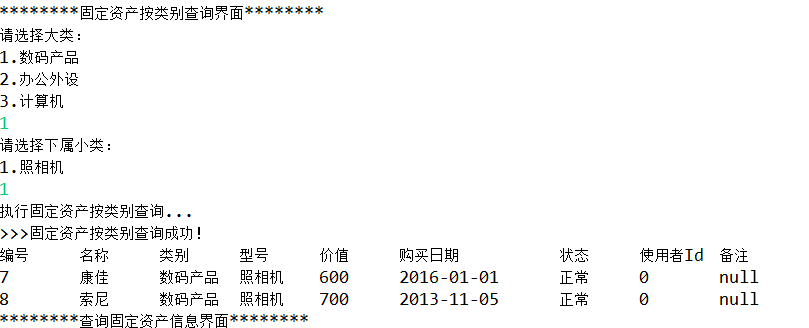 ********固定资产按类别查询界面********
请选择大类：
1.数码产品
2.办公外设
3.计算机
1
请选择下属小类：
1.照相机
1
执行固定资产按类别查询...
>>>固定资产按类别查询成功!
编号 名称 类别 型号 价值 购买日期 状态 使用者Id 备注
7 康佳 数码产品 照相机 600 2016-01-01 正常 0 null
8 索尼 数码产品 照相机 700 2013-11-05 正常 0 null
********查询固定资产信息界面********